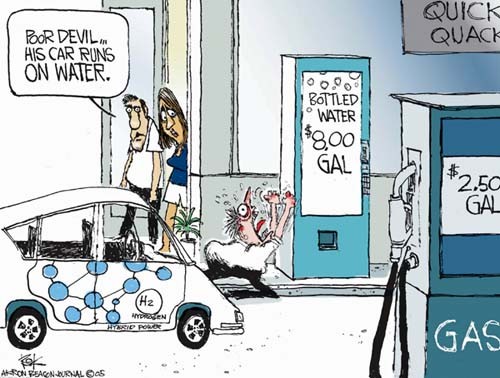 POOR DEVIL...
HIS CAR RUNS
ON WATER.
QUICK
QUACK
BOTTLED
WATER
$8.00
GAL
$2.50
GAL
H2
HYDROGEN
HYBRID POWER
GAS
AKRON BEACON JOURNAL © 05